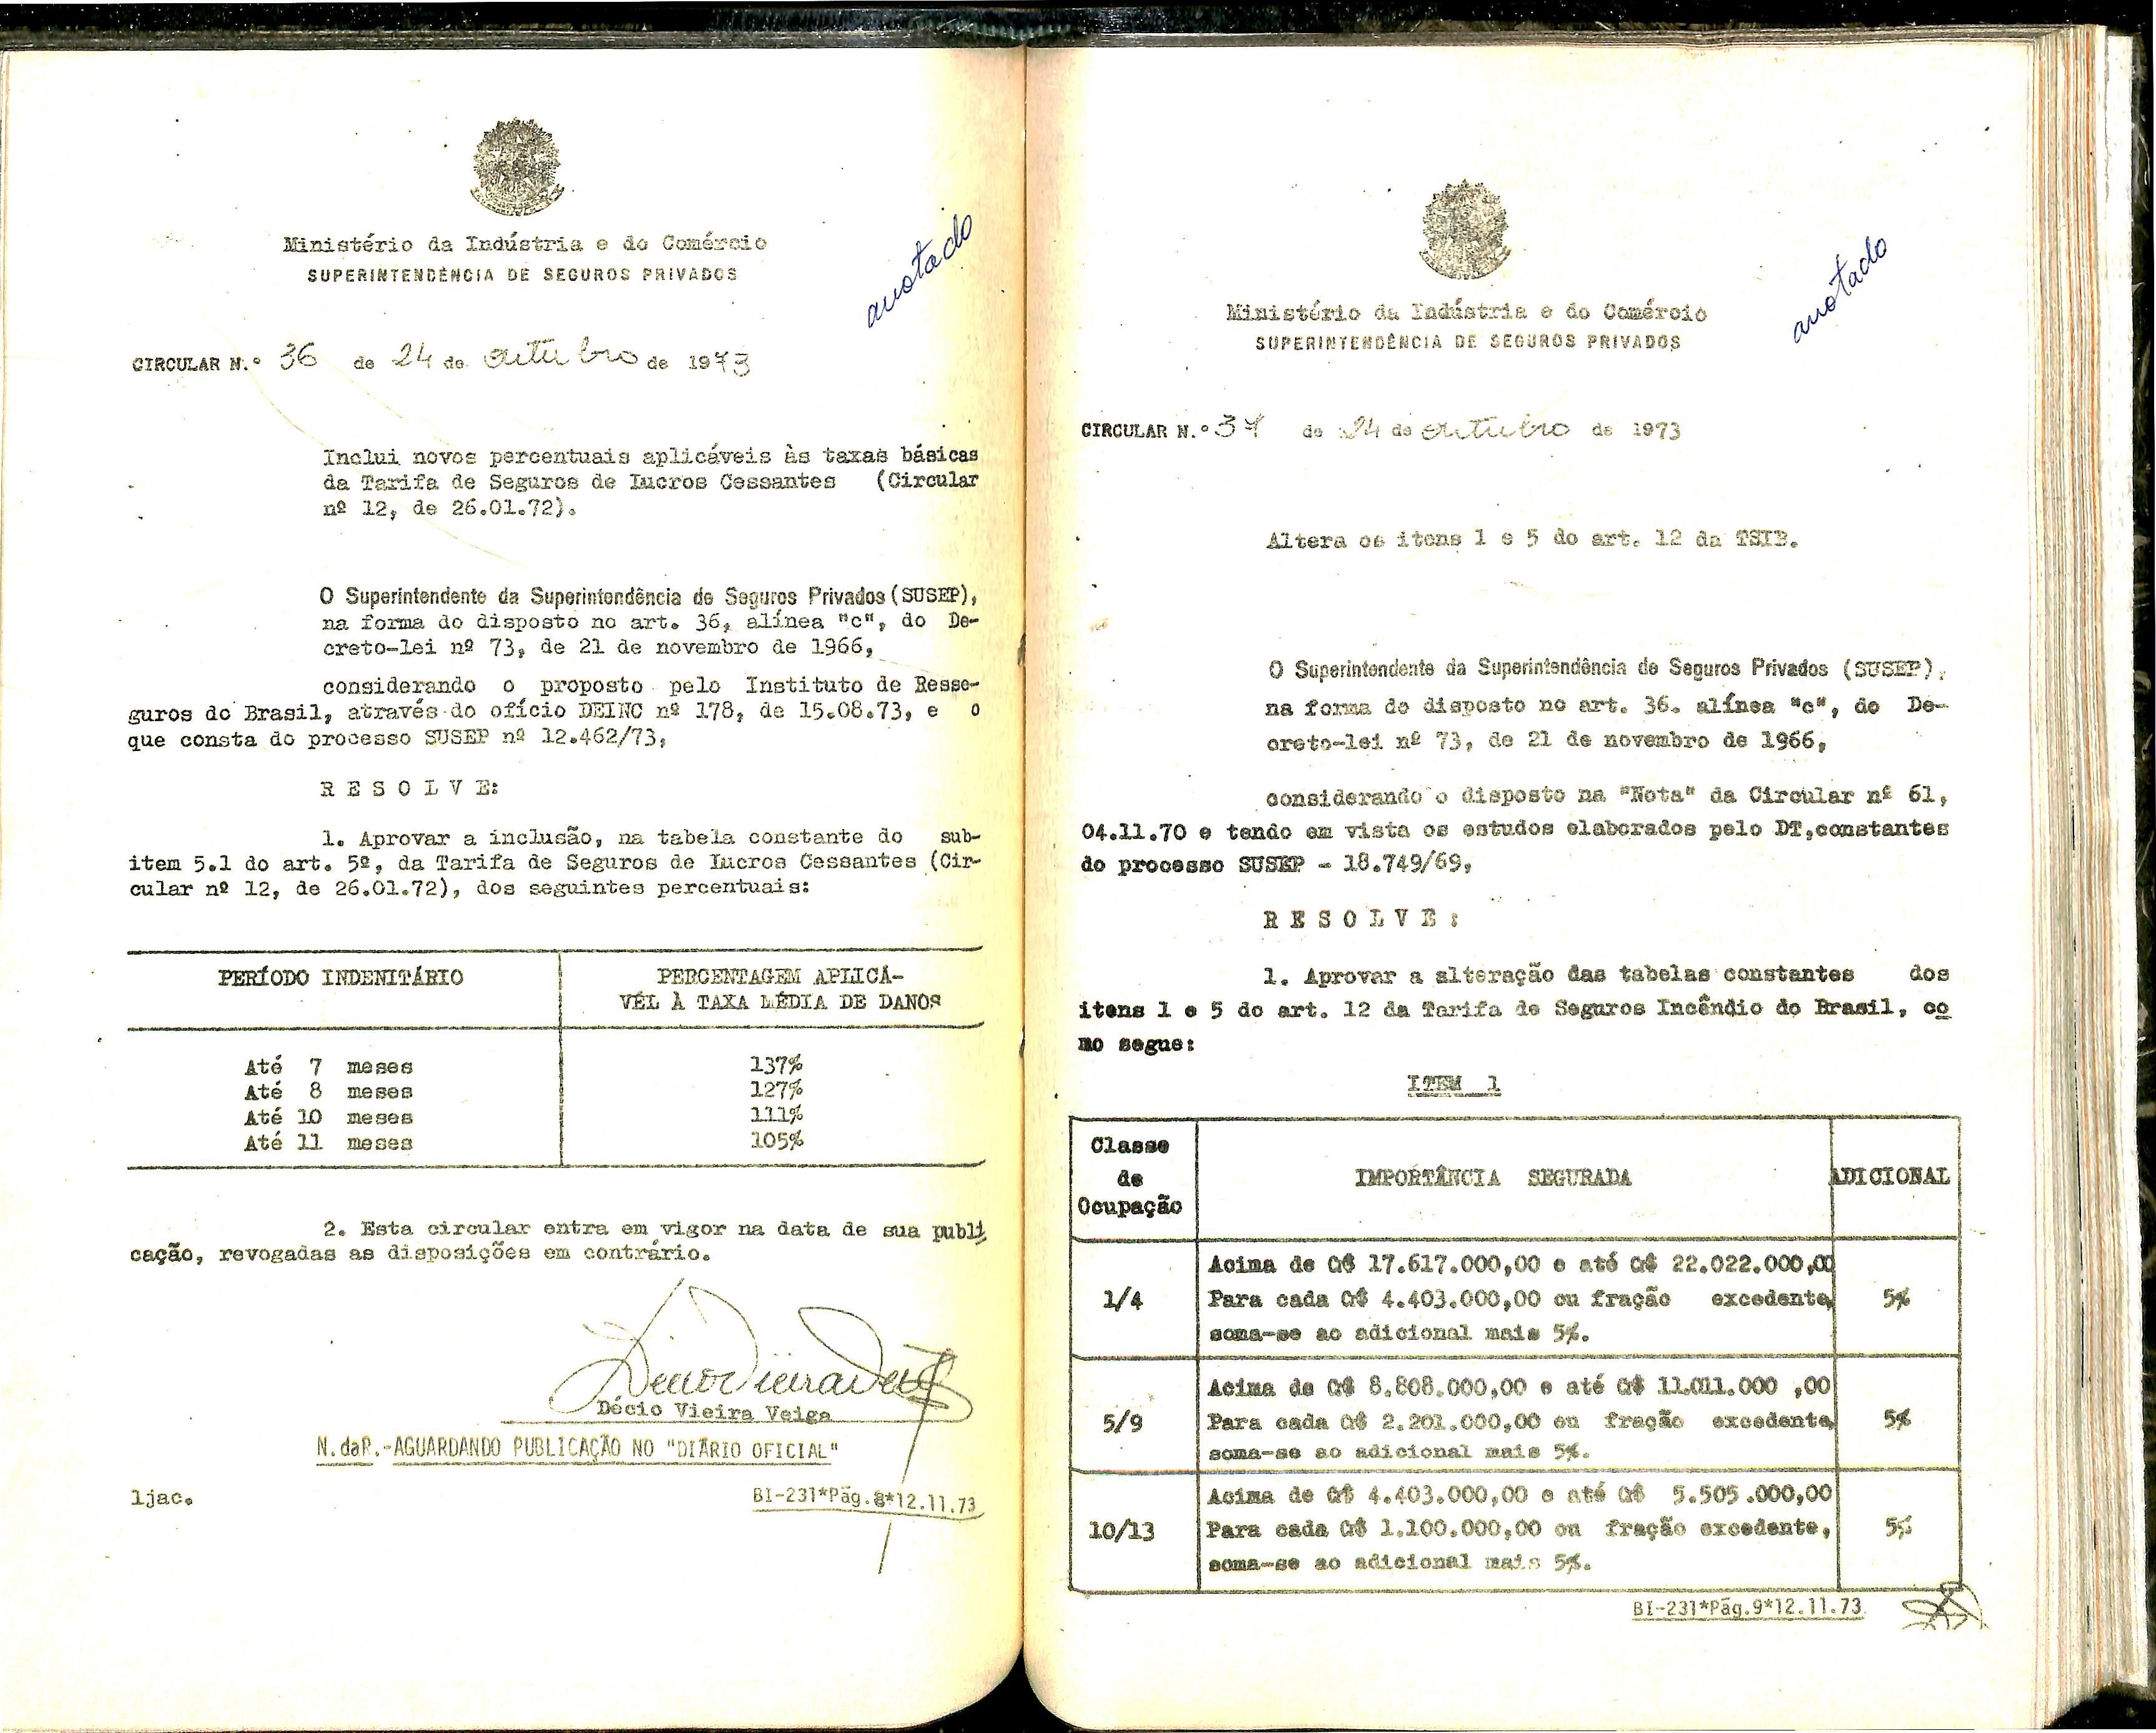 Ministério da Indústria e do Comércio
SUPERINTENDÊNCIA DE SEGUROS PRIVADOS
anotado
CIRCULAR N.º 36 de 24 de outubro de 1973
Inclui novos percentuais aplicáveis às taxas básicas
da Tarifa de Seguros de Lucros Cessantes (Circular
nº 12, de 26.01.72).
O Superintendente da Superintendência de Seguros Privados (SUSEP),
na forma do disposto no art. 36, alínea "c", do De-
creto-lei nº 73, de 21 de novembro de 1966,
considerando o proposto pelo Instituto de Resse-
guros do Brasil, através do ofício DEINC nº 178, de 15.08.73, e o
que consta do processo SUSEP nº 12.462/73,
R E S O L V E:
1. Aprovar a inclusão, na tabela constante do sub-
item 5.1 do art. 5º, da Tarifa de Seguros de Lucros Cessantes (Cir-
cular nº 12, de 26.01.72), dos seguintes percentuais:
PERÍODO INDENITÁRIO
PERCENTAGEM APLICÁ-
VEL À TAXA MÉDIA DE DANOS
Até 7 meses 137%
Até 8 meses 127%
Até 10 meses 111%
Até 11 meses 105%
2. Esta circular entra em vigor na data de sua publi
cação, revogadas as disposições em contrário.
Décio Vieira Veiga
N.daR.-AGUARDANDO PUBLICAÇÃO NO "DIÁRIO OFICIAL"
ljac.
BI-231*Pág.8*12.11.73
Ministério da Indústria e do Comércio
SUPERINTENDÊNCIA DE SEGUROS PRIVADOS
anotado
CIRCULAR N.º 37 de 24 de outubro de 1973
Altera os itens 1 e 5 do art. 12 da TSIB.
O Superintendente da Superintendência de Seguros Privados (SUSEP),
na forma do disposto no art. 36. alínea "c", do De-
creto-lei nº 73, de 21 de novembro de 1966,
considerando o disposto na "Nota" da Circular nº 61,
04.11.70 e tendo em vista os estudos elaborados pelo DT,constantes
do processo SUSEP - 18.749/69,
R E S O L V E :
1. Aprovar a alteração das tabelas constantes dos
itens 1 e 5 do art. 12 da Tarifa de Seguros Incêndio do Brasil, co
mo segue:
ITEM 1
Classe
de
Ocupação
IMPORTÂNCIA SEGURADA
ADICIONAL
Acima de Cr$ 17.617.000,00 e até Cr$ 22.022.000,00
1/4 Para cada Cr$ 4.403.000,00 ou fração excedente, 5%
soma-se ao adicional mais 5%.
Acima de Cr$ 8.808.000,00 e até Cr$ 11.011.000 ,00
5/9 Para cada Cr$ 2.201.000,00 ou fração excedente, 5%
soma-se ao adicional mais 5%.
Acima de Cr$ 4.403.000,00 e até Cr$ 5.505.000,00
10/13 Para cada Cr$ 1.100.000,00 ou fração excedente, 5%
soma-se ao adicional mais 5%.
BI-231*Pág.9*12.11.73